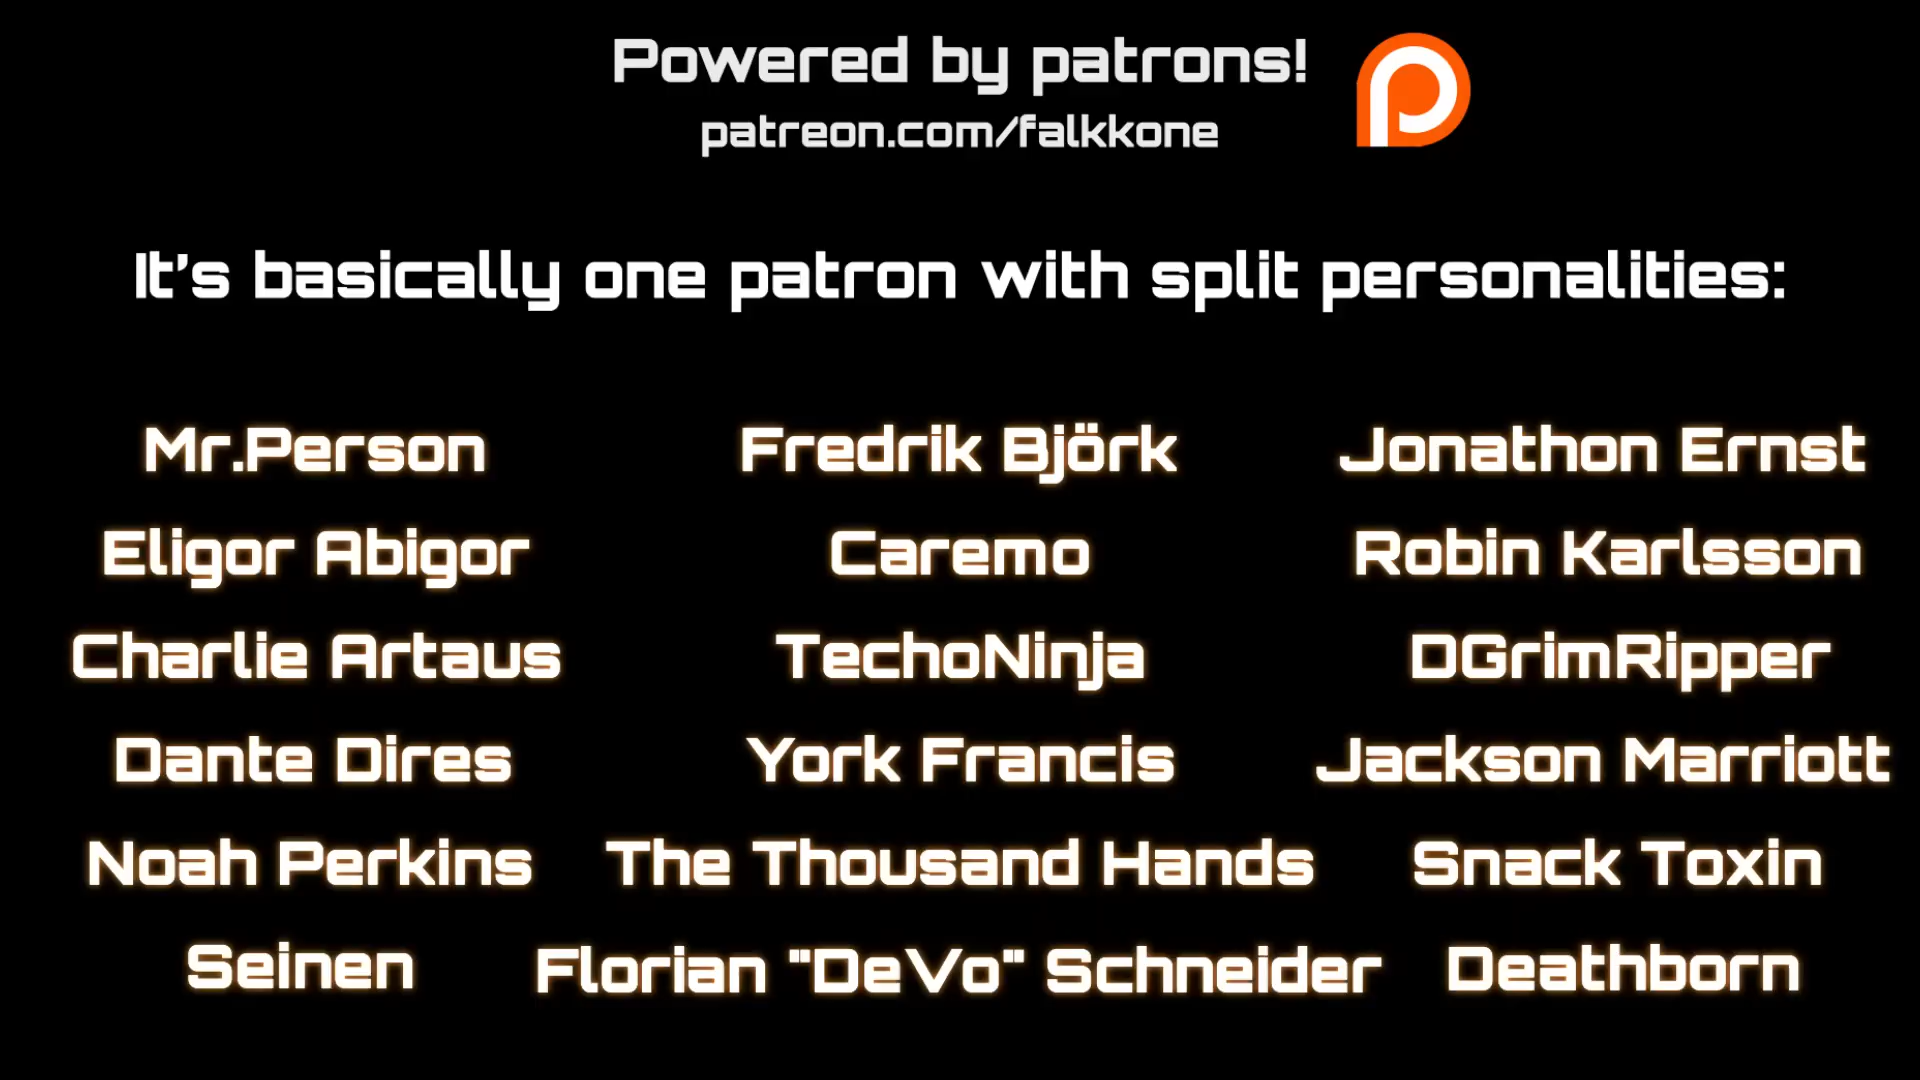 Powered by patrons!
patreon.com/falkkone
It's basically one patron with split personalities:
Mr.Person
Fredrik Björk
Jonathon Ernst
Eligor Abigor
Caremo
Robin Karlsson
Charlie Artaus
TechoNinja
DGrimRipper
Dante Dires
York Francis
Jackson Marriott
Noah Perkins
The Thousand Hands
Snack Toxin
Seinen
Florian "DeVo" Schneider
Deathborn